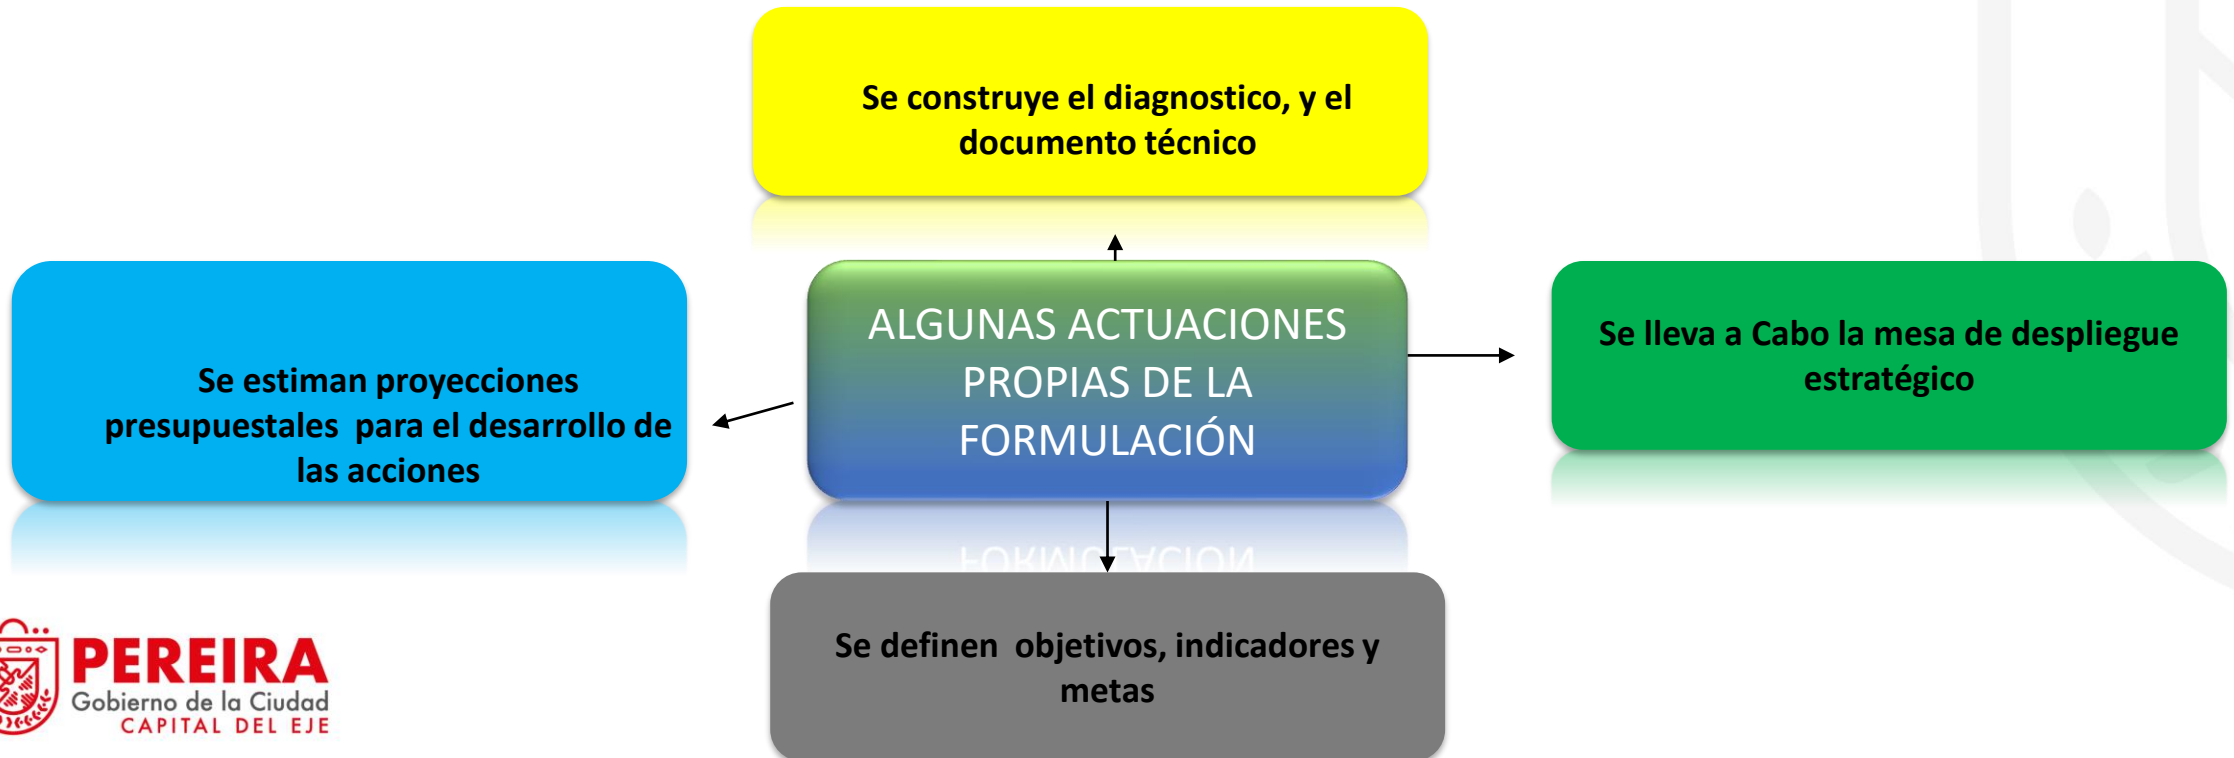 Se construye el diagnostico, y el
documento técnico
ALGUNAS ACTUACIONES
PROPIAS DE LA
FORMULACIÓN
Se lleva a Cabo la mesa de despliegue
estratégico
Se estiman proyecciones
presupuestales  para el desarrollo de
las acciones
Se definen  objetivos, indicadores y
metas
PEREIRA
Gobierno de la Ciudad
CAPITAL DEL EJE